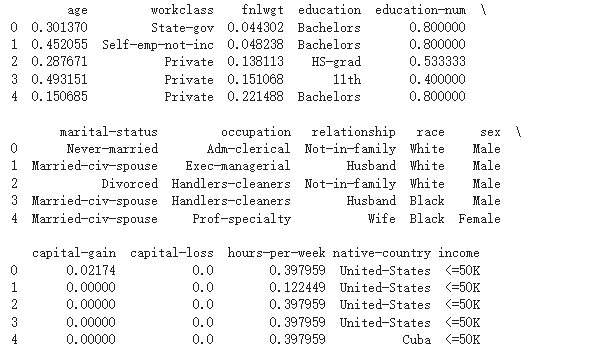 age         workclass    fnlwgt  education  education-num  \
0  0.301370         State-gov  0.044302  Bachelors       0.800000
1  0.452055  Self-emp-not-inc  0.048238  Bachelors       0.800000
2  0.287671           Private  0.138113    HS-grad       0.533333
3  0.493151           Private  0.151068       11th       0.400000
4  0.150685           Private  0.221488  Bachelors       0.800000
       marital-status         occupation   relationship   race     sex  \
0       Never-married       Adm-clerical  Not-in-family  White    Male
1  Married-civ-spouse    Exec-managerial        Husband  White    Male
2            Divorced  Handlers-cleaners  Not-in-family  White    Male
3  Married-civ-spouse  Handlers-cleaners        Husband  Black    Male
4  Married-civ-spouse     Prof-specialty           Wife  Black  Female
   capital-gain  capital-loss  hours-per-week native-country income
0       0.02174           0.0        0.397959  United-States  <=50K
1       0.00000           0.0        0.122449  United-States  <=50K
2       0.00000           0.0        0.397959  United-States  <=50K
3       0.00000           0.0        0.397959  United-States  <=50K
4       0.00000           0.0        0.397959           Cuba  <=50K